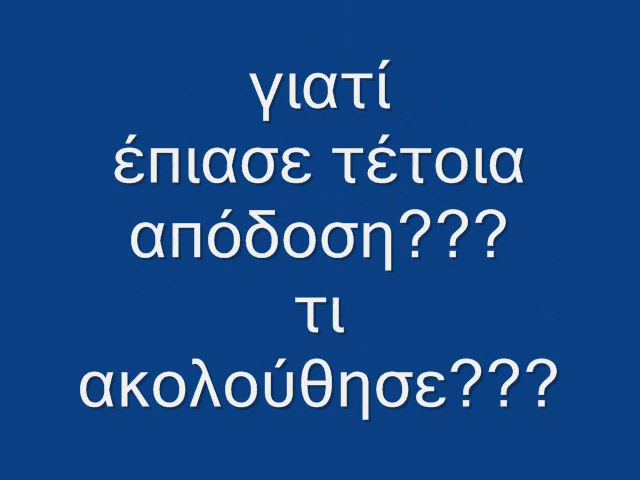 γιατί
έπιασε τέτοια
απόδοση???
τι
ακολούθησε???